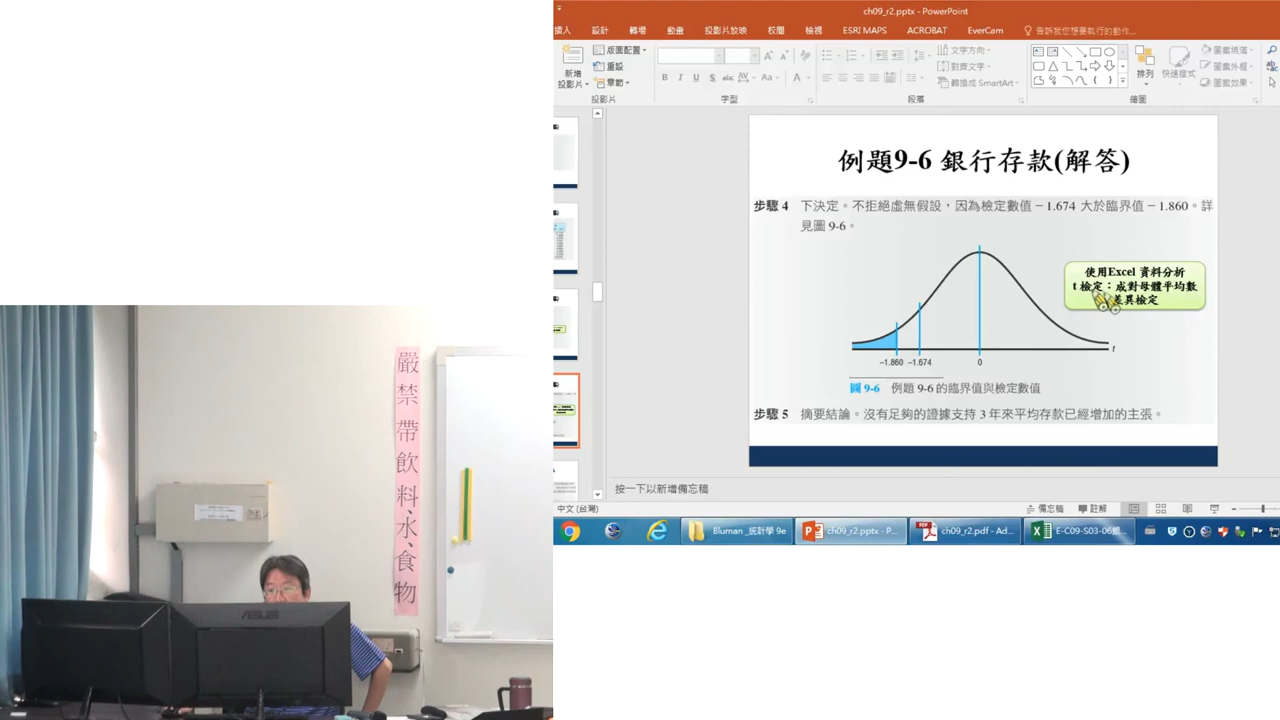 ch09_r2.pptx - PowerPoint
插入 設計 轉場 動畫 投影片放映 校閱 檢視 ESRI MAPS ACROBAT EverCam 告訴我您想要執行的動作...
新增
投影片
版面配置
重設
章節
B I U S abc AV Aa A
文字方向
對齊文字
轉換成 SmartArt
排列
快速樣式
圖案填滿
圖案外框
圖案效果
投影片 字型 段落 繪圖
例題9-6 銀行存款(解答)
步驟 4 下決定。不拒絕虛無假設，因為檢定數值－1.674 大於臨界值－1.860。詳
見圖 9-6。
使用Excel 資料分析
t 檢定：成對母體平均數
差異檢定
t
−1.860 −1.674 0
圖 9-6 例題 9-6 的臨界值與檢定數值
步驟 5 摘要結論。沒有足夠的證據支持 3 年來平均存款已經增加的主張。
按一下以新增備忘稿
中文 (台灣) 備忘稿 註解
Bluman _統計學 9e ch09_r2.pptx - P... ch09_r2.pdf - Ad... E-C09-S03-06銀...
嚴禁帶飲料、水、食物
ASUS